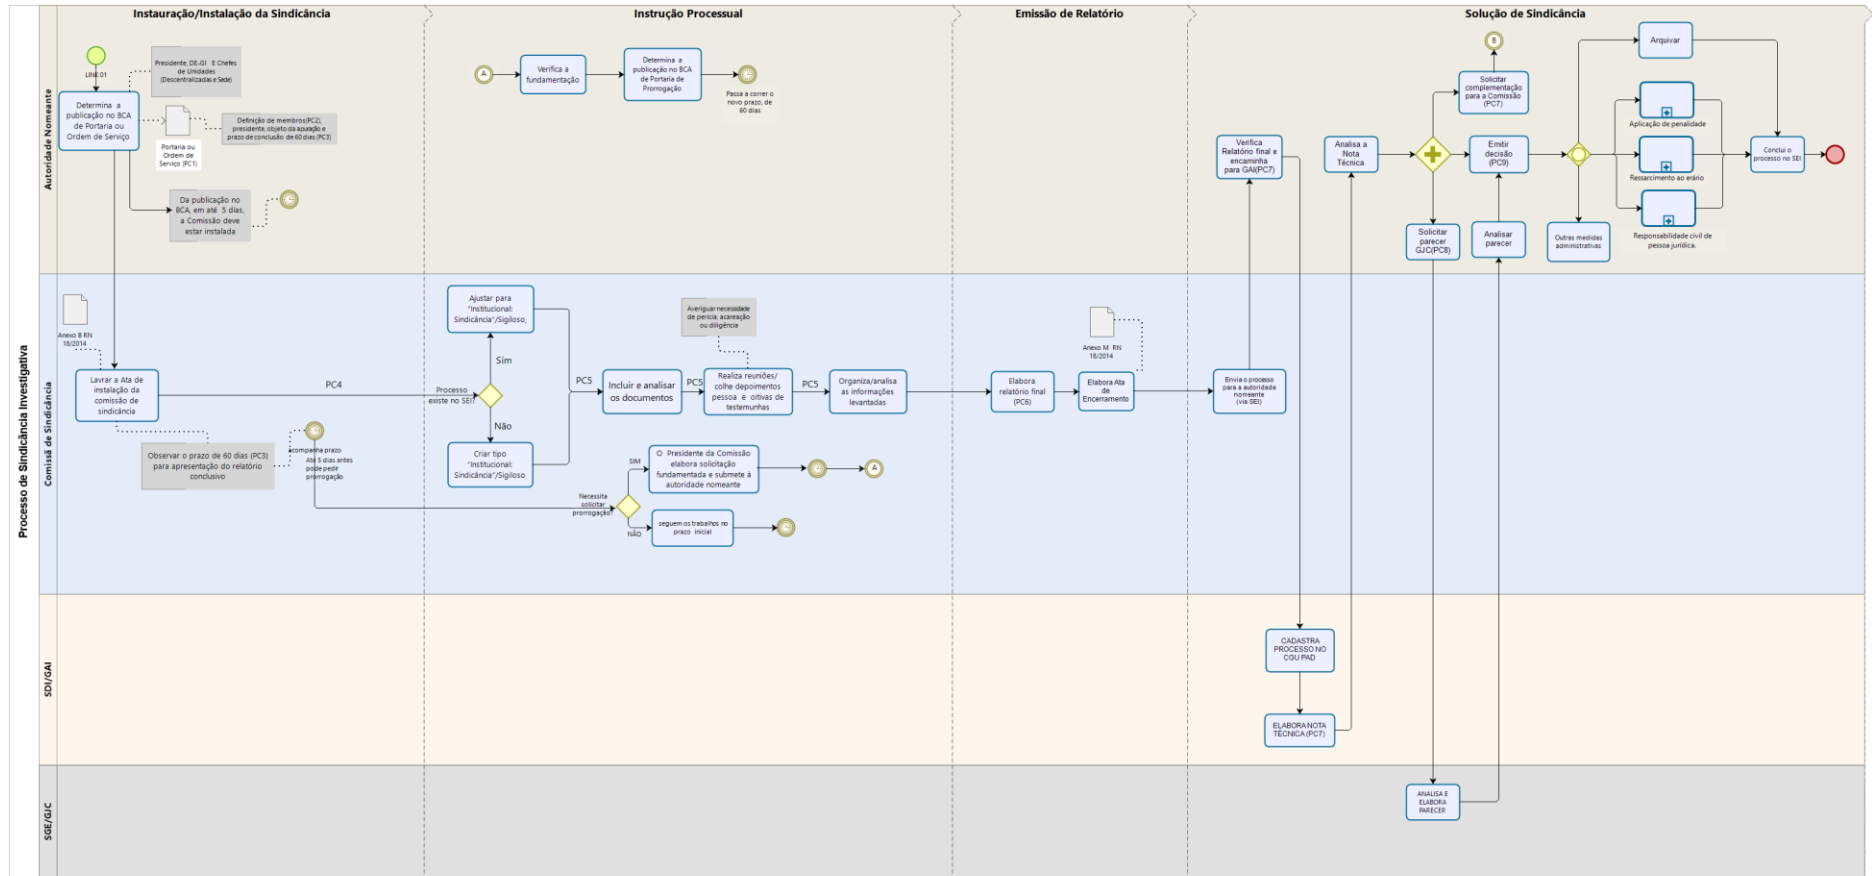 Processo de Sindicância Investigativa
Instauração/Instalação da Sindicância
Instrução Processual
Emissão de Relatório
Solução de Sindicância
Autoridade Nomeante
LINK 01
Presidente, DE-GI E Chefes
de Unidades
(Descentralizadas e Sede)
Determina a
publicação no BCA
de Portaria ou
Ordem de Serviço
Portaria ou
Ordem de
Serviço (PC1)
Definição de membros(PC2),
presidente, objeto da apuração e
prazo de conclusão de 60 dias (PC3)
Da publicação no
BCA, em até 5 dias,
a Comissão deve
estar instalada
A
Verifica a
fundamentação
Determina a
publicação no BCA
de Portaria de
Prorrogação
Passa a correr o
novo prazo, de
60 dias
Verifica
Relatório final e
encaminha
para GAI(PC7)
Analisa a
Nota
Técnica
B
Solicitar
complementação
para a Comissão
(PC7)
Emitir
decisão
(PC9)
Solicitar
parecer
GJC(PC8)
Analisar
parecer
Arquivar
Aplicação de penalidade
Ressarcimento ao erário
Responsabilidade civil de
pessoa jurídica.
Outras medidas
administrativas
Conclui o
processo no SEI
Comissã de Sindicância
Anexo B RN
18/2014
Lavrar a Ata de
instalação da
comissão de
sindicância
PC4
Observar o prazo de 60 dias (PC3)
para apresentação do relatório
conclusivo
acompanha prazo
Até 5 dias antes
pode pedir
prorrogação
Processo
existe no SEI?
Sim
Ajustar para
"Institucional:
Sindicância"/Sigiloso,
Não
Criar tipo
"Institucional:
Sindicância"/Sigiloso
PC5
Incluir e analisar
os documentos
PC5
Averiguar necessidade
de perícia, acareação
ou diligência
Realiza reuniões/
colhe depoimentos
pessoa e oitivas de
testemunhas
PC5
Organiza/analisa
as informações
levantadas
Necessita
solicitar
prorrogação?
SIM
O Presidente da Comissão
elabora solicitação
fundamentada e submete à
autoridade nomeante
A
NÃO
seguem os trabalhos no
prazo inicial
Elabora
relatório final
(PC6)
Anexo M RN
18/2014
Elabora Ata
de
Encerramento
Envia o processo
para a autoridade
nomeante
(via SEI)
SDI/GAI
CADASTRA
PROCESSO NO
CGU PAD
ELABORA NOTA
TÉCNICA (PC7)
SGE/GJC
ANALISA E
ELABORA
PARECER